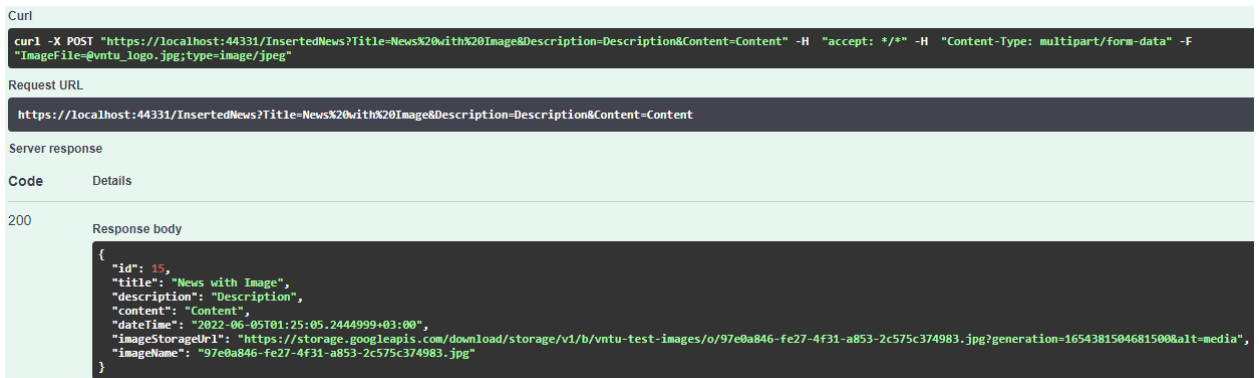 Curl
curl -X POST "https://localhost:44331/InsertedNews?Title=News%20with%20Image&Description=Description&Content=Content" -H  "accept: */*" -H  "Content-Type: multipart/form-data" -F
"ImageFile=@vntu_logo.jpg;type=image/jpeg"
Request URL
https://localhost:44331/InsertedNews?Title=News%20with%20Image&Description=Description&Content=Content
Server response
Code Details
200
Response body
{
  "id": 15,
  "title": "News with Image",
  "description": "Description",
  "content": "Content",
  "dateTime": "2022-06-05T01:25:05.2444999+03:00",
  "imageStorageUrl": "https://storage.googleapis.com/download/storage/v1/b/vntu-test-images/o/97e0a846-fe27-4f31-a853-2c575c374983.jpg?generation=1654381504681500&alt=media",
  "imageName": "97e0a846-fe27-4f31-a853-2c575c374983.jpg"
}